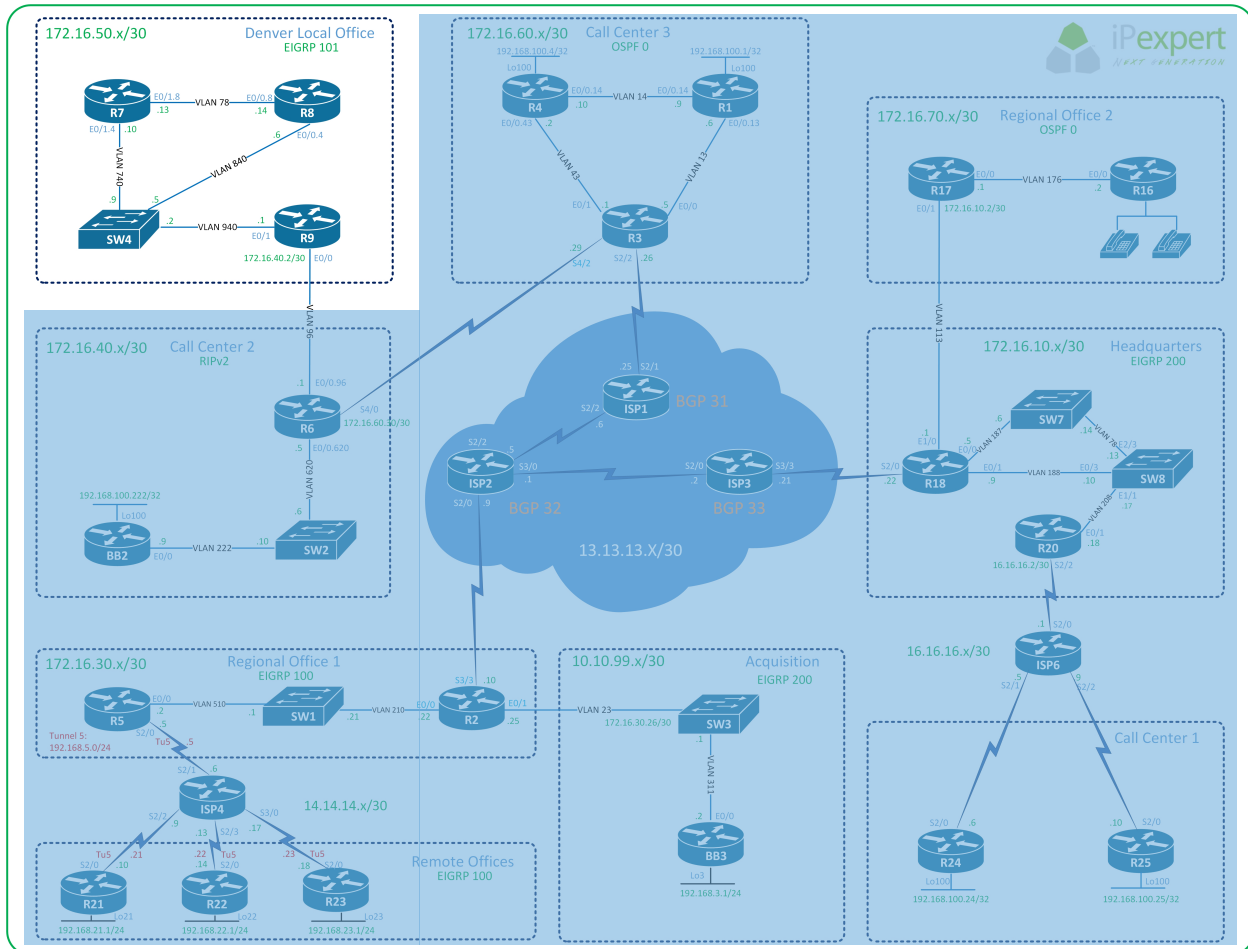 172.16.50.x/30
Denver Local Office
EIGRP 101
R7
E0/1.8
.13
VLAN 78
E0/0.8
.14
R8
E0/1.4
.10
.6
E0/0.4
VLAN 740
VLAN 840
.9
.5
SW4
.2
VLAN 940
.1
E0/1
R9
172.16.40.2/30
E0/0
VLAN 96
172.16.60.x/30
Call Center 3
OSPF 0
192.168.100.4/32
192.168.100.1/32
Lo100
Lo100
R4
E0/0.14
.10
VLAN 14
E0/0.14
.9
R1
E0/0.43
.2
.6
E0/0.13
VLAN 43
VLAN 13
E0/1
.1
.5
E0/0
R3
.29
S4/2
S2/2
.26
iPexpert
172.16.70.x/30
Regional Office 2
OSPF 0
R17
E0/0
.1
VLAN 176
E0/0
.2
R16
E0/1
172.16.10.2/30
VLAN 113
172.16.40.x/30
Call Center 2
RIPv2
.1
E0/0.96
R6
S4/0
172.16.60.30/30
.5
E0/0.620
VLAN 620
192.168.100.222/32
Lo100
.6
BB2
.9
E0/0
VLAN 222
.10
SW2
.25
S2/1
ISP1
BGP 31
S2/2
.6
S2/2
.5
ISP2
S3/0
.1
S2/0
.9
BGP 32
S2/0
.2
ISP3
S3/3
.21
BGP 33
13.13.13.X/30
172.16.10.x/30
Headquarters
EIGRP 200
.1
E1/0
S2/0
.22
R18
.5
E0/0
VLAN 187
.6
SW7
.14
VLAN 78
E2/3
.13
E0/1
.9
VLAN 188
E0/3
.10
SW8
E1/1
.17
VLAN 208
R20
E0/1
.18
16.16.16.2/30
S2/2
172.16.30.x/30
Regional Office 1
EIGRP 100
R5
E0/0
.2
VLAN 510
.1
SW1
.21
VLAN 210
E0/0
.22
S3/3
.10
R2
E0/1
.25
.5
S2/0
Tunnel 5:
192.168.5.0/24
Tu5
.5
VLAN 23
10.10.99.x/30
Acquisition
EIGRP 200
172.16.30.26/30
SW3
.1
VLAN 311
.2
E0/0
BB3
Lo3
192.168.3.1/24
.1
S2/0
16.16.16.x/30
ISP6
.5
S2/1
.9
S2/2
Call Center 1
S2/0
.6
R24
Lo100
192.168.100.24/32
.10
S2/0
R25
Lo100
192.168.100.25/32
S2/1
.6
ISP4
14.14.14.x/30
S2/2
.9
.13
S2/3
S3/0
.17
Remote Offices
EIGRP 100
Tu5
.21
S2/0
.10
R21
Lo21
192.168.21.1/24
.22
Tu5
.14
S2/0
R22
Lo22
192.168.22.1/24
.23
Tu5
.18
S2/0
R23
Lo23
192.168.23.1/24